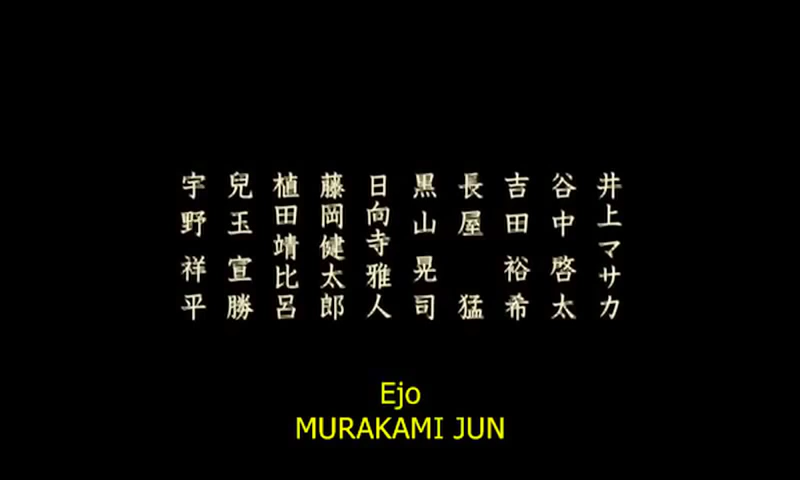 井上マサカ
谷中啓太
吉田裕希
長屋 猛
黒山晃司
日向寺雅人
藤岡健太郎
植田靖比呂
兒玉宣勝
宇野祥平
Ejo
MURAKAMI JUN